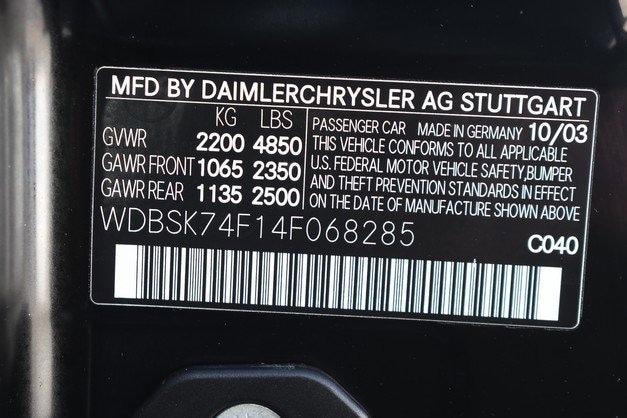 MFD BY DAIMLERCHRYSLER AG STUTTGART
KG LBS
GVWR 2200 4850
GAWR FRONT 1065 2350
GAWR REAR 1135 2500
PASSENGER CAR MADE IN GERMANY 10/03
THIS VEHICLE CONFORMS TO ALL APPLICABLE
U.S. FEDERAL MOTOR VEHICLE SAFETY,BUMPER
AND THEFT PREVENTION STANDARDS IN EFFECT
ON THE DATE OF MANUFACTURE SHOWN ABOVE
WDBSK74F14F068285
C040